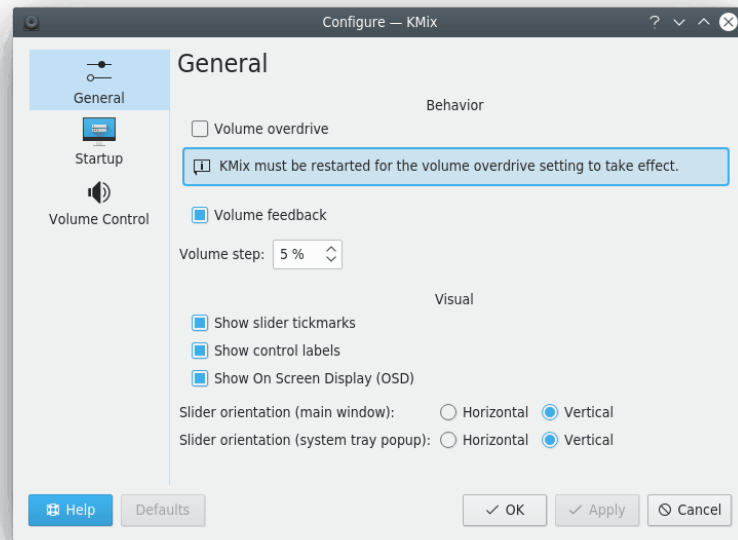 Configure — KMix
General
Startup
Volume Control
General
Behavior
Volume overdrive
KMix must be restarted for the volume overdrive setting to take effect.
Volume feedback
Volume step: 5 %
Visual
Show slider tickmarks
Show control labels
Show On Screen Display (OSD)
Slider orientation (main window): Horizontal Vertical
Slider orientation (system tray popup): Horizontal Vertical
Help Defaults OK Apply Cancel